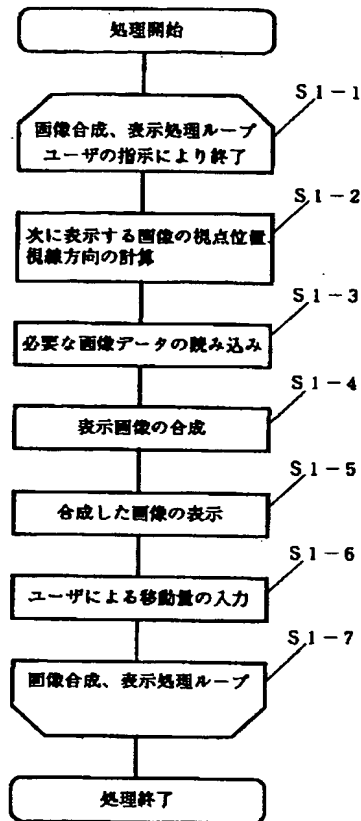 処理開始
S1-1
画像合成、表示処理ループ
ユーザの指示により終了
S1-2
次に表示する画像の視点位置、
視線方向の計算
S1-3
必要な画像データの読み込み
S1-4
表示画像の合成
S1-5
合成した画像の表示
S1-6
ユーザによる移動量の入力
S1-7
画像合成、表示処理ループ
処理終了